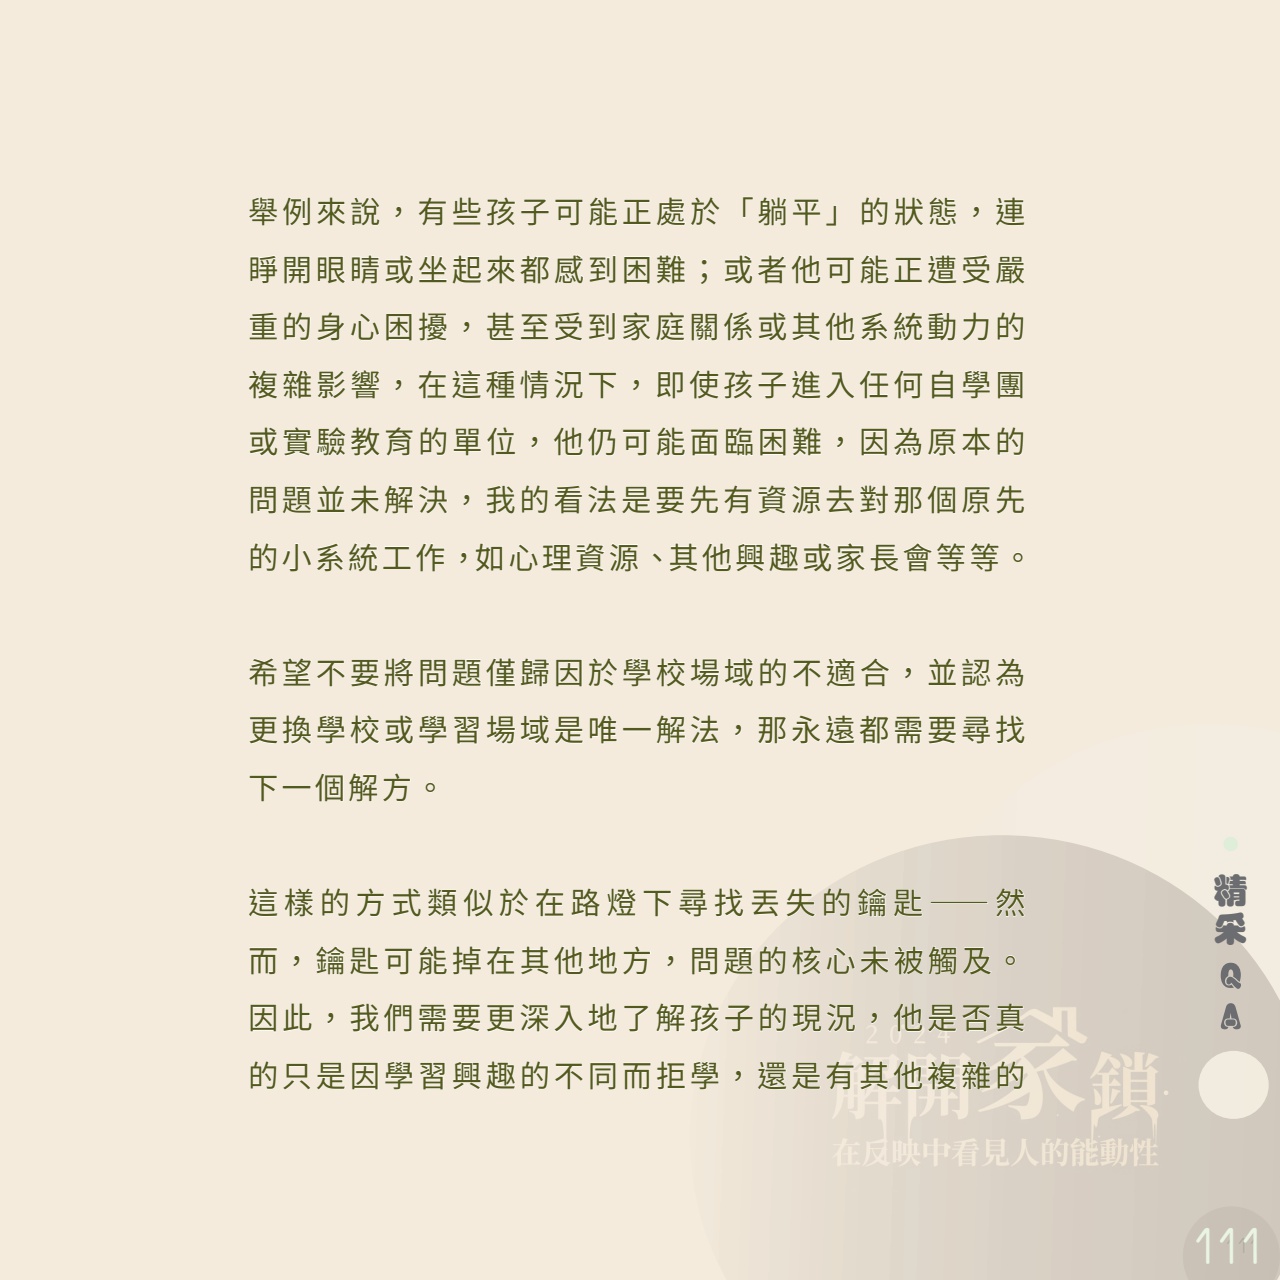 舉例來說，有些孩子可能正處於「躺平」的狀態，連
睜開眼睛或坐起來都感到困難；或者他可能正遭受嚴
重的身心困擾，甚至受到家庭關係或其他系統動力的
複雜影響，在這種情況下，即使孩子進入任何自學團
或實驗教育的單位，他仍可能面臨困難，因為原本的
問題並未解決，我的看法是要先有資源去對那個原先
的小系統工作，如心理資源、其他興趣或家長會等等。
希望不要將問題僅歸因於學校場域的不適合，並認為
更換學校或學習場域是唯一解法，那永遠都需要尋找
下一個解方。
這樣的方式類似於在路燈下尋找丟失的鑰匙——然
而，鑰匙可能掉在其他地方，問題的核心未被觸及。
因此，我們需要更深入地了解孩子的現況，他是否真
的只是因學習興趣的不同而拒學，還是有其他複雜的
2024
解開家鎖
在反映中看見人的能動性
精采QA
111